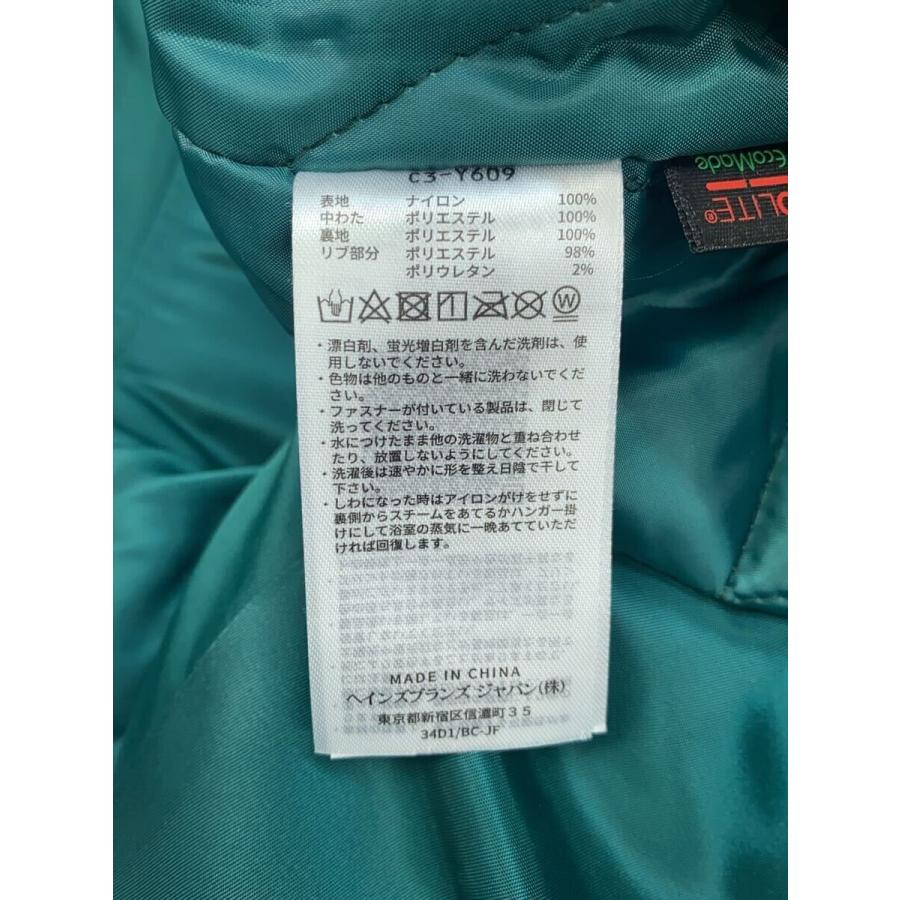 C3-Y609
表地 ナイロン 100%
中わた ポリエステル 100%
裏地 ポリエステル 100%
リブ部分 ポリエステル 98%
ポリウレタン 2%
W
・漂白剤、蛍光増白剤を含んだ洗剤は、使
用しないでください。
・色物は他のものと一緒に洗わないでくだ
さい。
・ファスナーが付いている製品は、閉じて
洗ってください。
・水につけたまま他の洗濯物と重ね合わせ
たり、放置しないようにしてください。
・洗濯後は速やかに形を整え日陰で干して
下さい。
・しわになった時はアイロンがけをせずに
裏側からスチームをあてるかハンガー掛
けにして浴室の蒸気に一晩あてていただ
ければ回復します。
MADE IN CHINA
ヘインズブランズ ジャパン(株)
東京都新宿区信濃町35
34D1/BC-JF
EcoMade
OLITE®